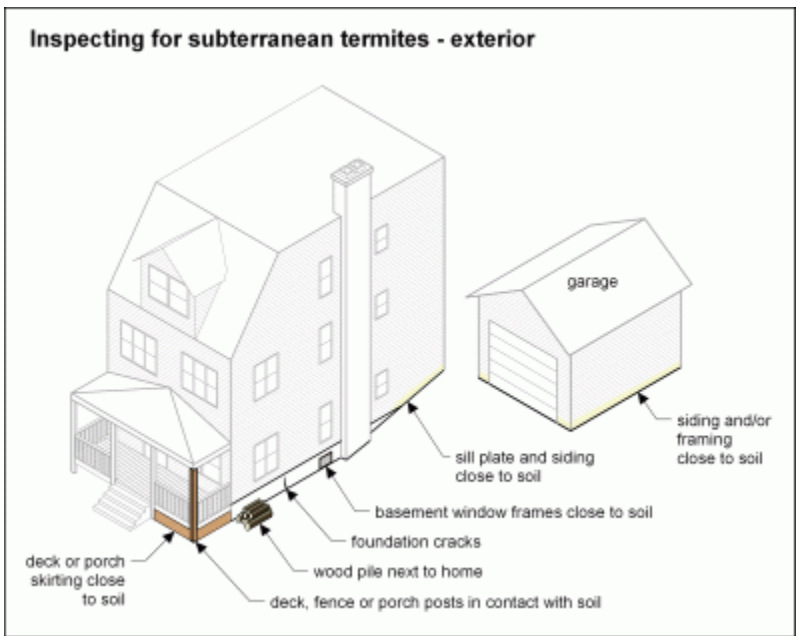 Inspecting for subterranean termites - exterior
garage
siding and/or
framing
close to soil
sill plate and siding
close to soil
basement window frames close to soil
foundation cracks
deck or porch
skirting close
to soil
wood pile next to home
deck, fence or porch posts in contact with soil